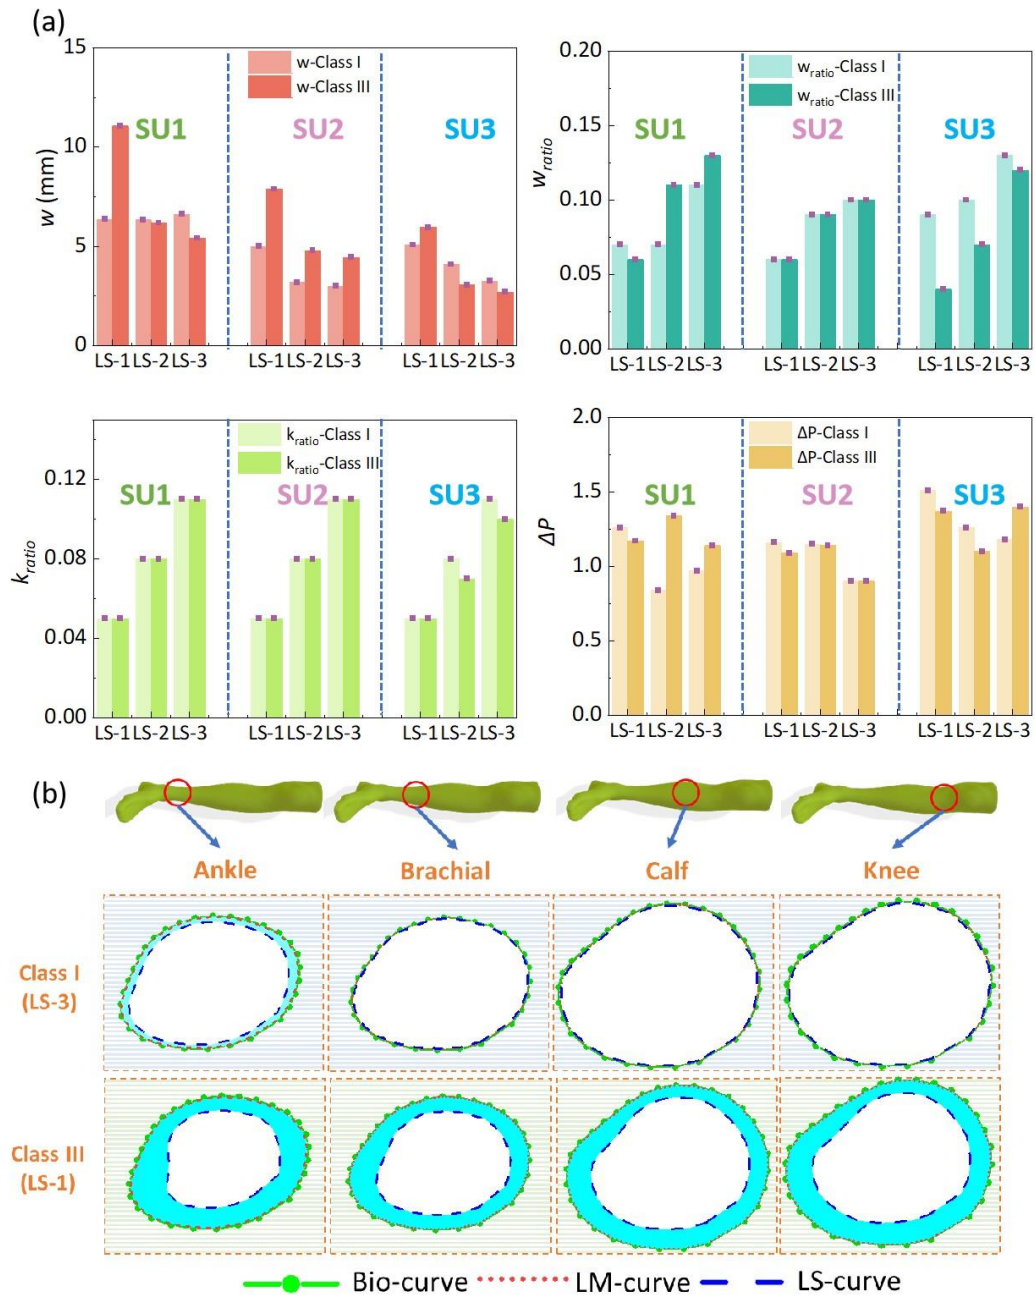 (a)
15
10
5
0
w (mm)
w-Class I
w-Class III
SU1 SU2 SU3
LS-1 LS-2 LS-3 LS-1 LS-2 LS-3 LS-1 LS-2 LS-3
0.20
0.15
0.10
0.05
0.00
wratio
wratio-Class I
wratio-Class III
SU1 SU2 SU3
LS-1 LS-2 LS-3 LS-1 LS-2 LS-3 LS-1 LS-2 LS-3
0.12
0.08
0.04
0.00
kratio
kratio-Class I
kratio-Class III
SU1 SU2 SU3
LS-1 LS-2 LS-3 LS-1 LS-2 LS-3 LS-1 LS-2 LS-3
2.0
1.5
1.0
0.5
0.0
ΔP
ΔP-Class I
ΔP-Class III
SU1 SU2 SU3
LS-1 LS-2 LS-3 LS-1 LS-2 LS-3 LS-1 LS-2 LS-3
(b)
Ankle Brachial Calf Knee
Class I
(LS-3)
Class III
(LS-1)
Bio-curve LM-curve LS-curve